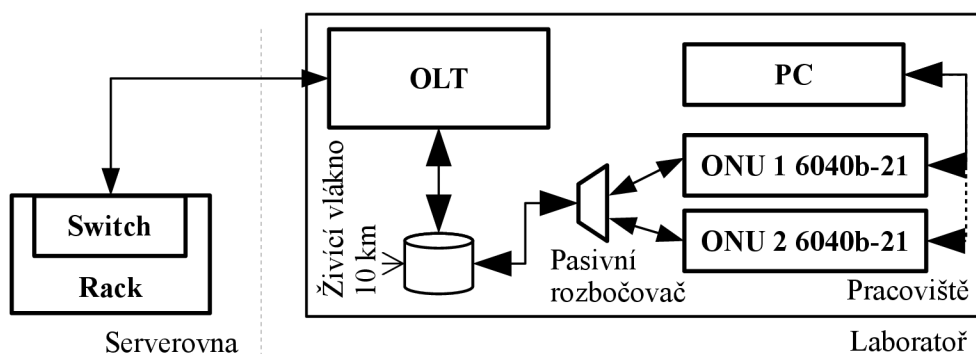 OLT
PC
ONU 1 6040b-21
ONU 2 6040b-21
Switch
Rack
Serverovna
Živící vlákno
10 km
Pasivní
rozbočovač
Pracoviště
Laboratoř